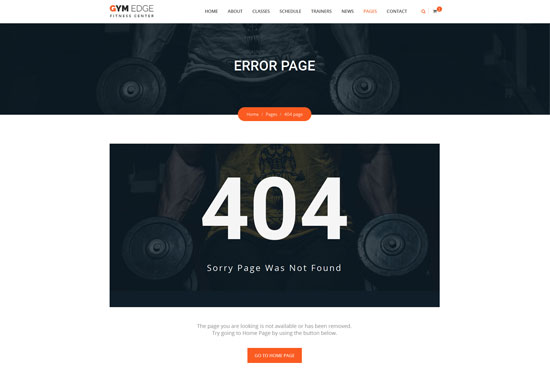 GYM EDGE
FITNESS CENTER
HOME ABOUT CLASSES SCHEDULE TRAINERS NEWS PAGES CONTACT
ERROR PAGE
Home / Pages / 404 page
404
Sorry Page Was Not Found
The page you are looking is not available or has been removed.
Try going to Home Page by using the button below.
GO TO HOME PAGE